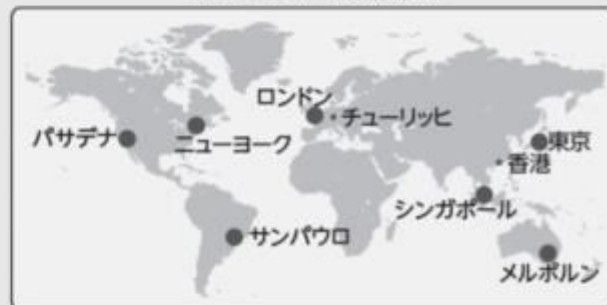 ロンドン
チューリッヒ
パサデナ
ニューヨーク
東京
香港
シンガポール
サンパウロ
メルボルン